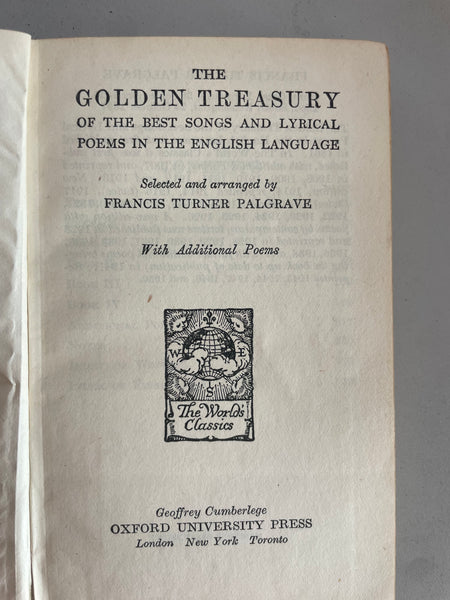 THE
GOLDEN TREASURY
OF THE BEST SONGS AND LYRICAL
POEMS IN THE ENGLISH LANGUAGE
Selected and arranged by
FRANCIS TURNER PALGRAVE
With Additional Poems
W E
S
The World's
Classics
Geoffrey Cumberlege
OXFORD UNIVERSITY PRESS
London New York Toronto